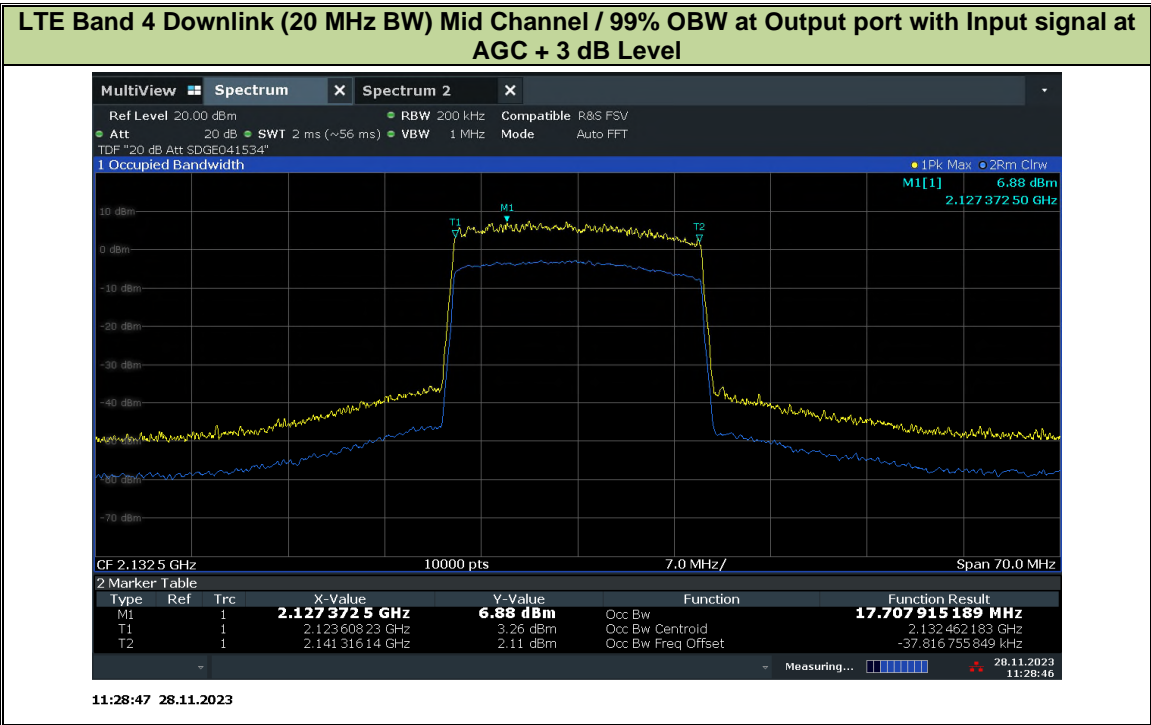 LTE Band 4 Downlink (20 MHz BW) Mid Channel / 99% OBW at Output port with Input signal at
AGC + 3 dB Level
MultiView Spectrum X Spectrum 2 X
Ref Level 20.00 dBm RBW 200 kHz Compatible R&S FSV
Att 20 dB SWT 2 ms (~56 ms) VBW 1 MHz Mode Auto FFT
TDF "20 dB Att SDGE041534"
1 Occupied Bandwidth 1Pk Max 2Rm Clrw
M1[1] 6.88 dBm
2.127 372 50 GHz
M1
10 dBm
T1 T2
0 dBm
-10 dBm
-20 dBm
-30 dBm
-40 dBm
-60 dBm
-70 dBm
CF 2.132 5 GHz 10000 pts 7.0 MHz/ Span 70.0 MHz
2 Marker Table
Type Ref Trc X-Value Y-Value Function Function Result
M1 1 2.127 372 5 GHz 6.88 dBm Occ Bw 17.707 915 189 MHz
T1 1 2.123 608 23 GHz 3.26 dBm Occ Bw Centroid 2.132 462 183 GHz
T2 1 2.141 316 14 GHz 2.11 dBm Occ Bw Freq Offset -37.816 755 849 kHz
Measuring... 28.11.2023
11:28:46
11:28:47 28.11.2023